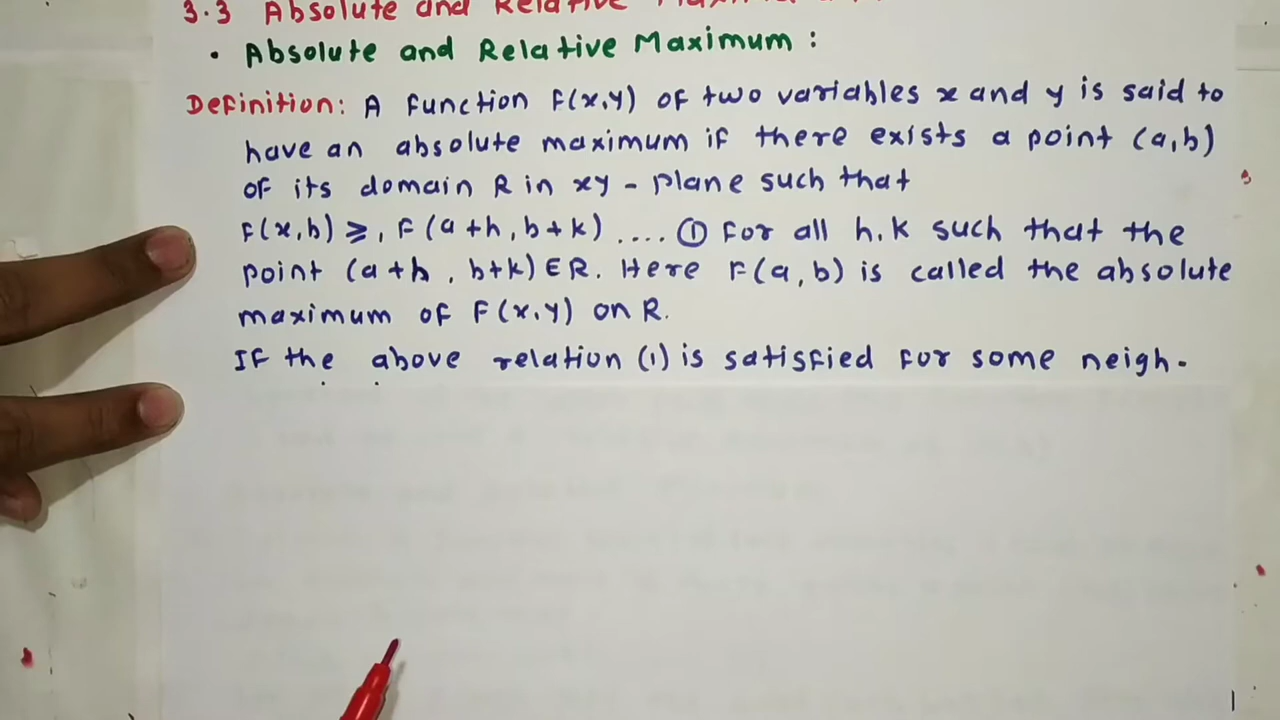 3.3 Absolute and Relative
• Absolute and Relative Maximum :
Definition: A function F(x,y) of two variables x and y is said to
have an absolute maximum if there exists a point (a,b)
of its domain R in xy - plane such that
F(x,b) ≥, F(a+h, b+k) .... ① for all h,k such that the
point (a+h, b+k) ∈ R. Here F(a,b) is called the absolute
maximum of F(x,y) on R.
If the above relation (1) is satisfied for some neigh-